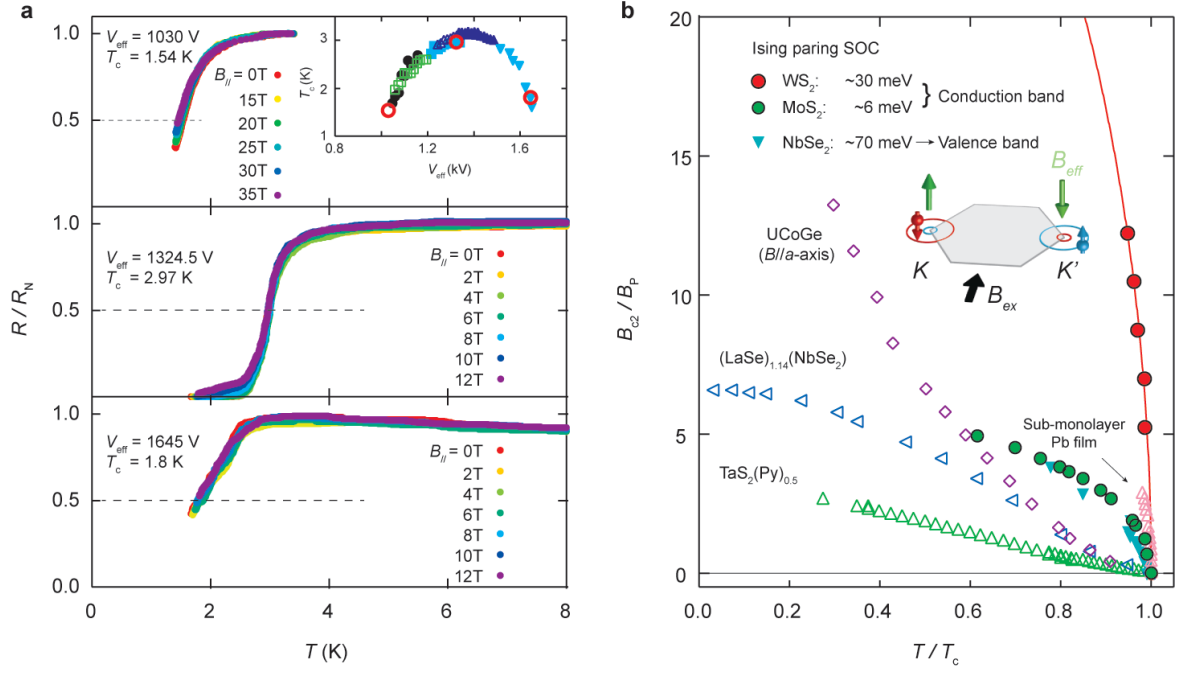 a
V_eff = 1030 V
T_c = 1.54 K
B_// = 0T
15T
20T
25T
30T
35T
1.0
0.5
T_c (K)
3
2
1
0.8
1.2
1.6
V_eff (kV)
V_eff = 1324.5 V
T_c = 2.97 K
B_// = 0T
2T
4T
6T
8T
10T
12T
1.0
0.5
R / R_N
V_eff = 1645 V
T_c = 1.8 K
B_// = 0T
2T
4T
6T
8T
10T
12T
1.0
0.5
0.0
0
2
4
6
8
T (K)
b
20
15
10
5
0
B_c2 / B_P
Ising paring SOC
WS₂: ~30 meV
MoS₂: ~6 meV
} Conduction band
NbSe₂: ~70 meV → Valence band
B_eff
K
K’
B_ex
UCoGe
(B//a-axis)
(LaSe)₁.₁₄(NbSe₂)
Sub-monolayer
Pb film
TaS₂(Py)₀.₅
0.0
0.2
0.4
0.6
0.8
1.0
T / T_c